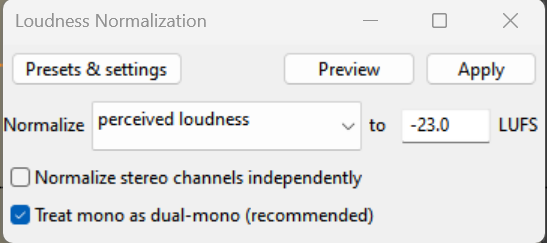 Loudness Normalization
Presets & settings Preview Apply
Normalize perceived loudness to -23.0 LUFS
Normalize stereo channels independently
Treat mono as dual-mono (recommended)